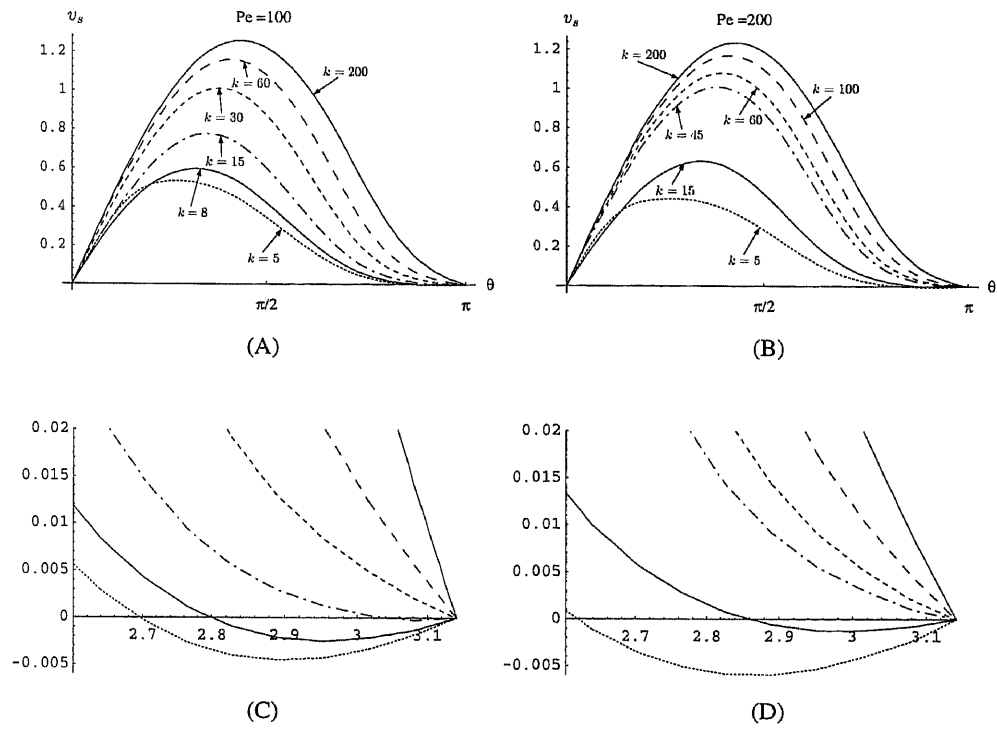 υₛ
Pe =100
1.2
1
0.8
0.6
0.4
0.2
k = 200
k = 60
k = 30
k = 15
k = 8
k = 5
θ
π/2
π
(A)
υₛ
Pe =200
1.2
1
0.8
0.6
0.4
0.2
k = 200
k = 100
k = 60
k = 45
k = 15
k = 5
θ
π/2
π
(B)
0.02
0.015
0.01
0.005
0
-0.005
2.7 2.8 2.9 3 3.1
(C)
0.02
0.015
0.01
0.005
0
-0.005
2.7 2.8 2.9 3 3.1
(D)